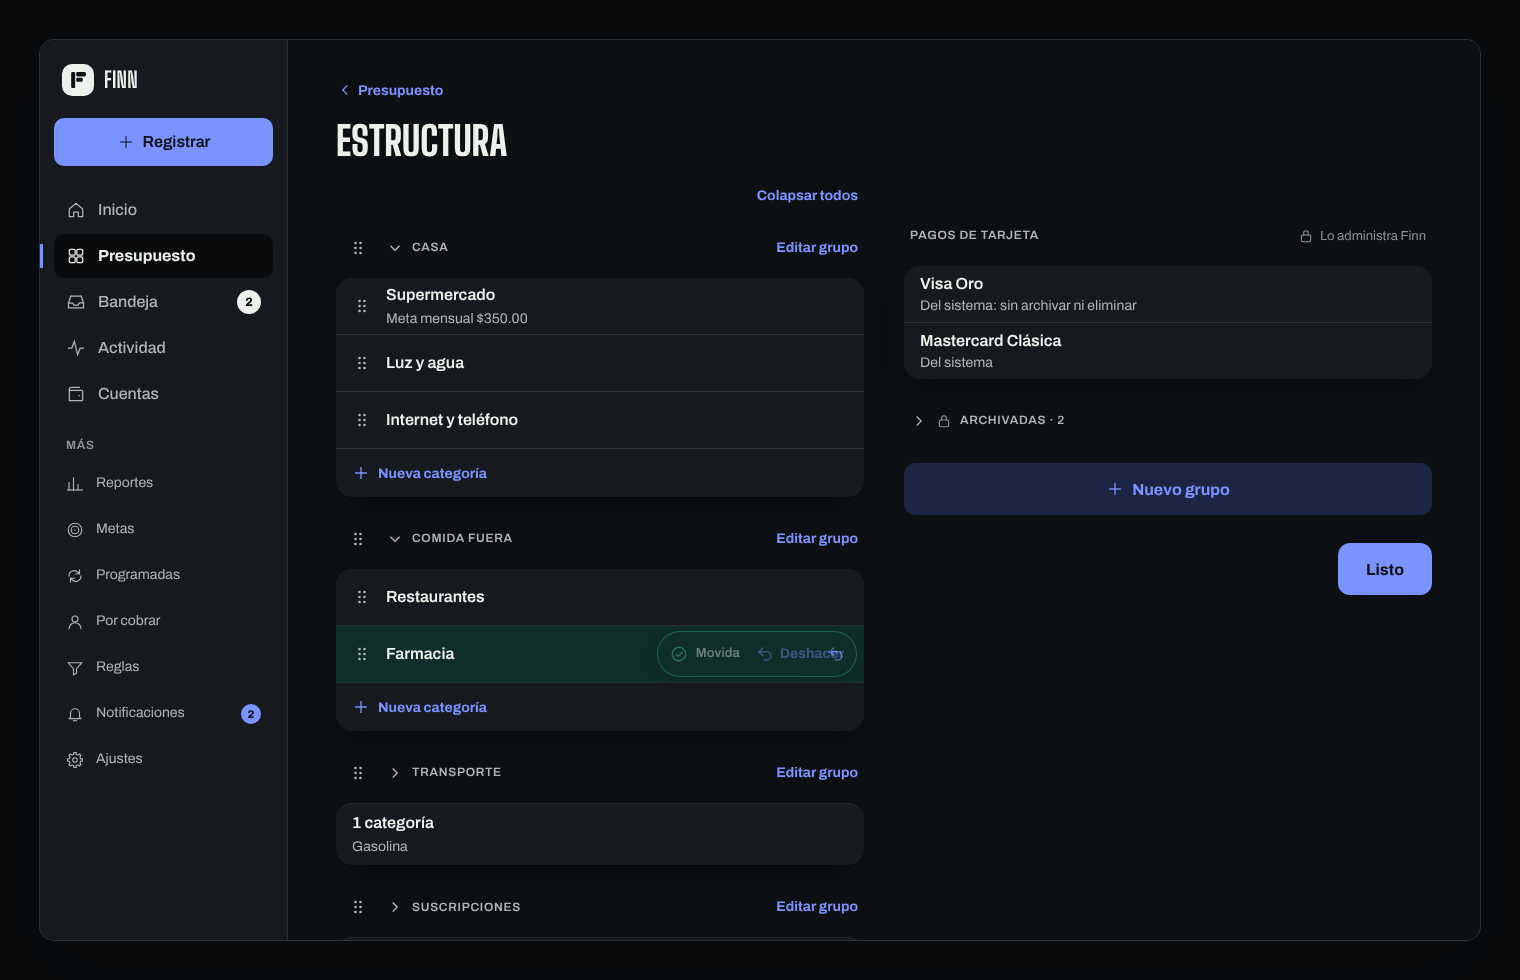 FINN
Registrar
Inicio
Presupuesto
Bandeja 2
Actividad
Cuentas
MÁS
Reportes
Metas
Programadas
Por cobrar
Reglas
Notificaciones 2
Ajustes
Presupuesto
ESTRUCTURA
Colapsar todos
CASA Editar grupo
Supermercado
Meta mensual $350.00
Luz y agua
Internet y teléfono
Nueva categoría
COMIDA FUERA Editar grupo
Restaurantes
Farmacia Movida Deshacer
Nueva categoría
TRANSPORTE Editar grupo
1 categoría
Gasolina
SUSCRIPCIONES Editar grupo
PAGOS DE TARJETA Lo administra Finn
Visa Oro
Del sistema: sin archivar ni eliminar
Mastercard Clásica
Del sistema
ARCHIVADAS · 2
Nuevo grupo
Listo